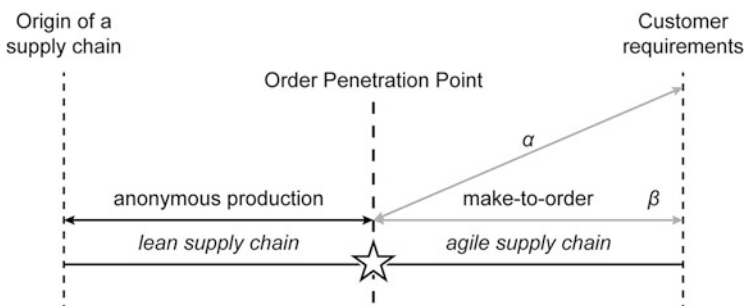 Origin of a
supply chain
Customer
requirements
Order Penetration Point
α
anonymous production
make-to-order
β
lean supply chain
agile supply chain